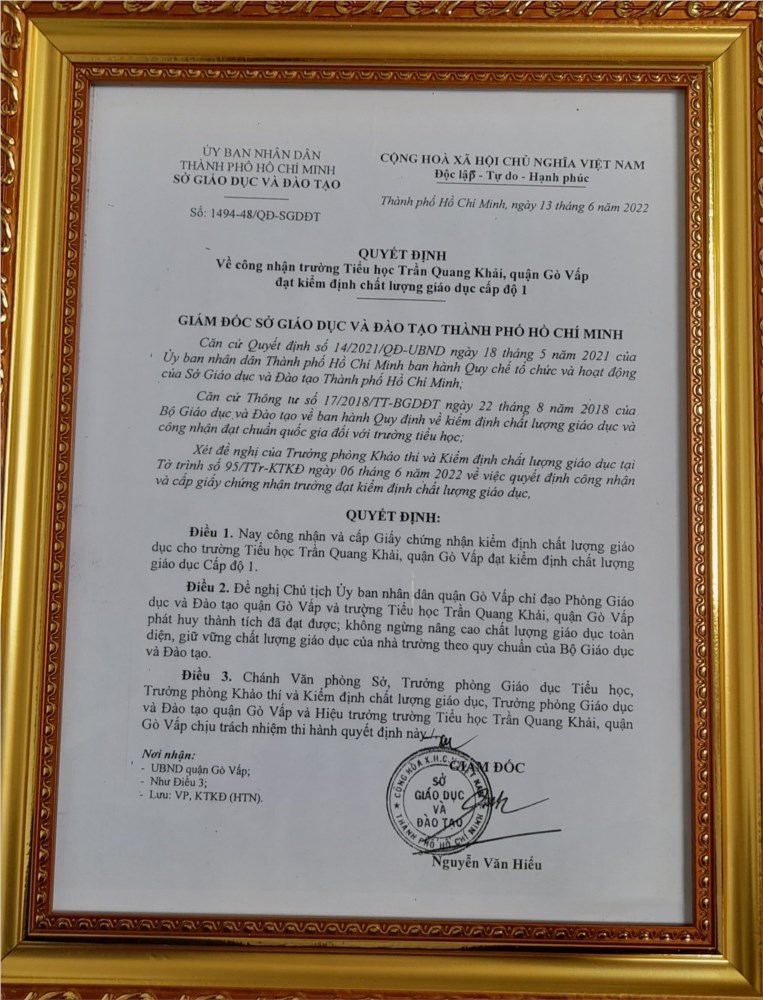 ỦY BAN NHÂN DÂN
THÀNH PHỐ HỒ CHÍ MINH
SỞ GIÁO DỤC VÀ ĐÀO TẠO
Số: 1494-48/QĐ-SGDĐT
CỘNG HOÀ XÃ HỘI CHỦ NGHĨA VIỆT NAM
Độc lập - Tự do - Hạnh phúc
Thành phố Hồ Chí Minh, ngày 13 tháng 6 năm 2022
QUYẾT ĐỊNH
Về công nhận trường Tiểu học Trần Quang Khải, quận Gò Vấp
đạt kiểm định chất lượng giáo dục cấp độ 1
GIÁM ĐỐC SỞ GIÁO DỤC VÀ ĐÀO TẠO THÀNH PHỐ HỒ CHÍ MINH
Căn cứ Quyết định số 14/2021/QĐ-UBND ngày 18 tháng 5 năm 2021 của
Ủy ban nhân dân Thành phố Hồ Chí Minh ban hành Quy chế tổ chức và hoạt động
của Sở Giáo dục và Đào tạo Thành phố Hồ Chí Minh;
Căn cứ Thông tư số 17/2018/TT-BGDĐT ngày 22 tháng 8 năm 2018 của
Bộ Giáo dục và Đào tạo về ban hành Quy định về kiểm định chất lượng giáo dục và
công nhận đạt chuẩn quốc gia đối với trường tiểu học;
Xét đề nghị của Trưởng phòng Khảo thí và Kiểm định chất lượng giáo dục tại
Tờ trình số 95/TTr-KTKĐ ngày 06 tháng 6 năm 2022 về việc quyết định công nhận
và cấp giấy chứng nhận trường đạt kiểm định chất lượng giáo dục,
QUYẾT ĐỊNH:
Điều 1. Nay công nhận và cấp Giấy chứng nhận kiểm định chất lượng giáo
dục cho trường Tiểu học Trần Quang Khải, quận Gò Vấp đạt kiểm định chất lượng
giáo dục Cấp độ 1.
Điều 2. Đề nghị Chủ tịch Ủy ban nhân dân quận Gò Vấp chỉ đạo Phòng Giáo
dục và Đào tạo quận Gò Vấp và trường Tiểu học Trần Quang Khải, quận Gò Vấp
phát huy thành tích đã đạt được; không ngừng nâng cao chất lượng giáo dục toàn
diện, giữ vững chất lượng giáo dục của nhà trường theo quy chuẩn của Bộ Giáo dục
và Đào tạo.
Điều 3. Chánh Văn phòng Sở, Trưởng phòng Giáo dục Tiểu học,
Trưởng phòng Khảo thí và Kiểm định chất lượng giáo dục, Trưởng phòng Giáo dục
và Đào tạo quận Gò Vấp và Hiệu trưởng trường Tiểu học Trần Quang Khải, quận
Gò Vấp chịu trách nhiệm thi hành quyết định này./.
Nơi nhận:
- UBND quận Gò Vấp;
- Như Điều 3;
- Lưu: VP, KTKĐ (HTN).
GIÁM ĐỐC
CỘNG HÒA X.H.C.N VIỆT NAM
SỞ
GIÁO DỤC
VÀ
ĐÀO TẠO
THÀNH PHỐ HỒ CHÍ MINH
Nguyễn Văn Hiếu